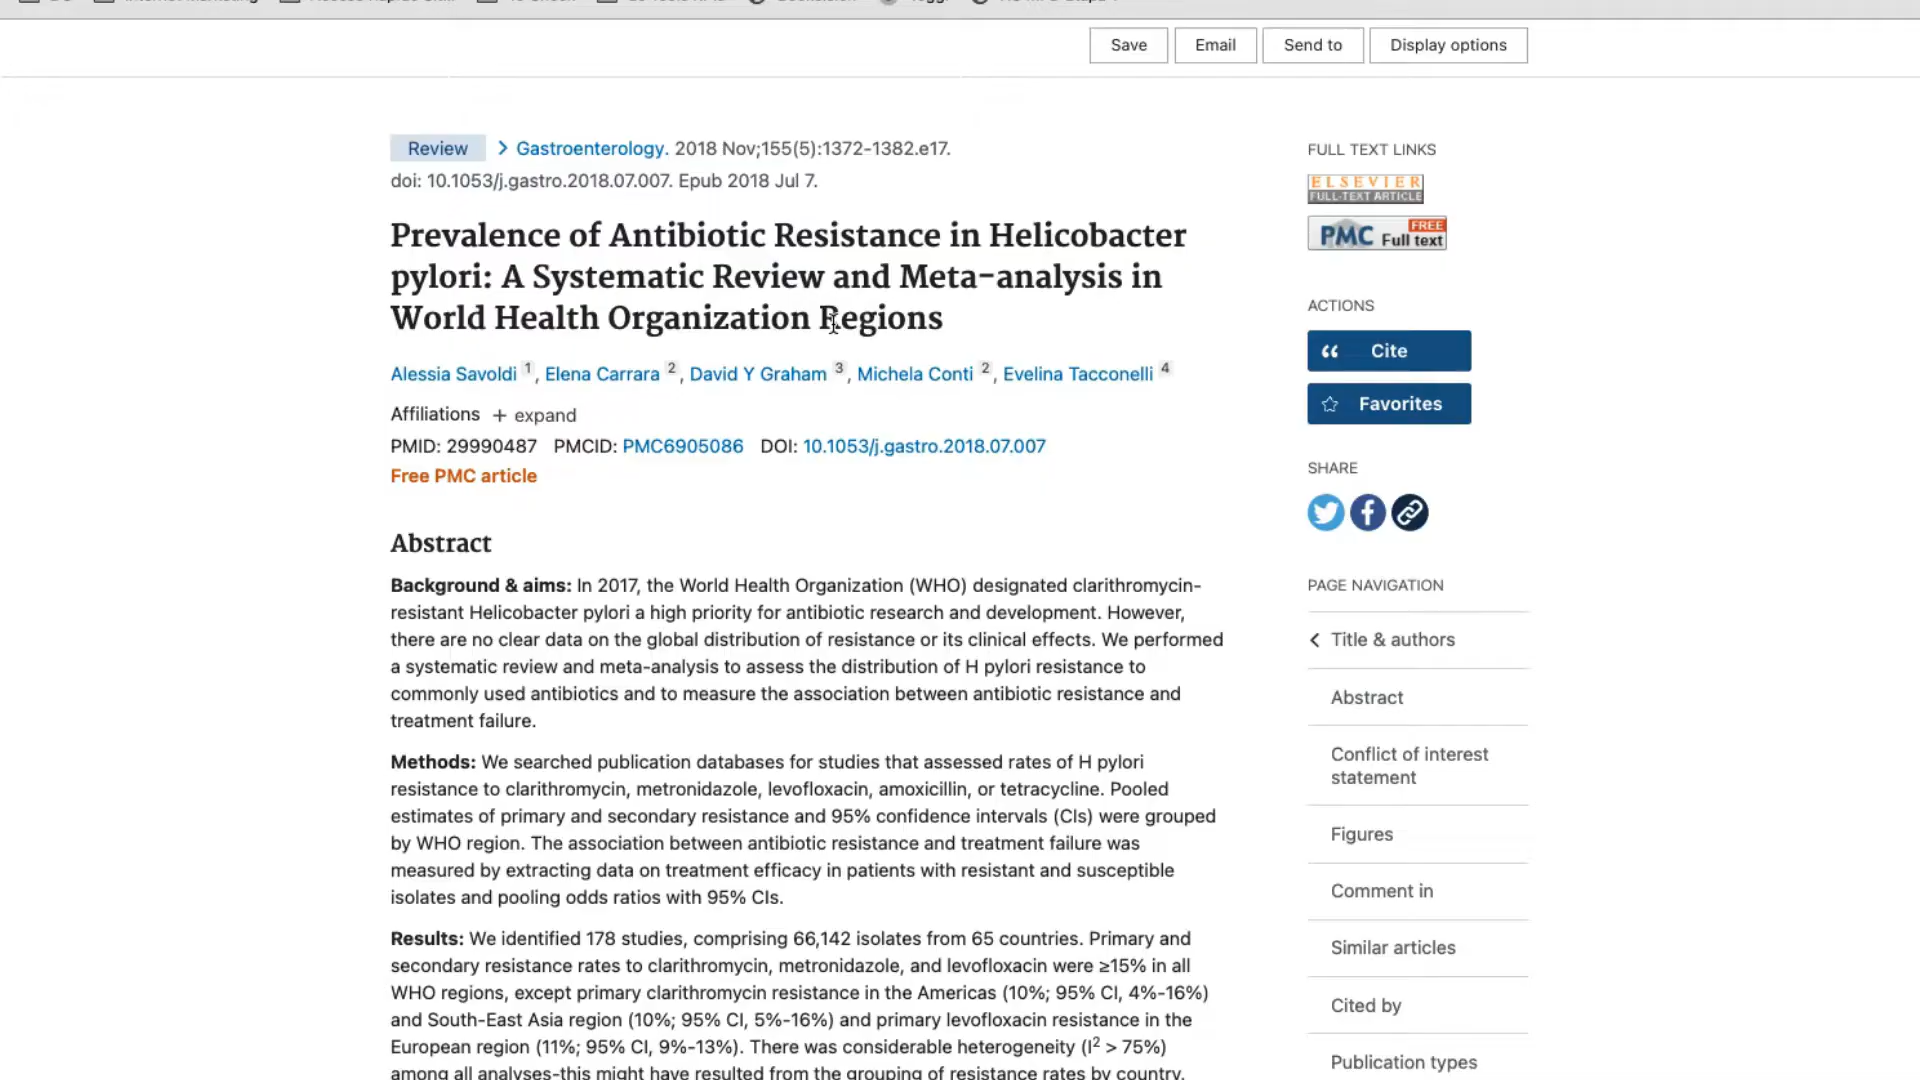 Save Email Send to Display options
Review > Gastroenterology. 2018 Nov;155(5):1372-1382.e17.
doi: 10.1053/j.gastro.2018.07.007. Epub 2018 Jul 7.
Prevalence of Antibiotic Resistance in Helicobacter
pylori: A Systematic Review and Meta-analysis in
World Health Organization Regions
Alessia Savoldi 1, Elena Carrara 2, David Y Graham 3, Michela Conti 2, Evelina Tacconelli 4
Affiliations + expand
PMID: 29990487 PMCID: PMC6905086 DOI: 10.1053/j.gastro.2018.07.007
Free PMC article
Abstract
Background & aims: In 2017, the World Health Organization (WHO) designated clarithromycin-
resistant Helicobacter pylori a high priority for antibiotic research and development. However,
there are no clear data on the global distribution of resistance or its clinical effects. We performed
a systematic review and meta-analysis to assess the distribution of H pylori resistance to
commonly used antibiotics and to measure the association between antibiotic resistance and
treatment failure.
Methods: We searched publication databases for studies that assessed rates of H pylori
resistance to clarithromycin, metronidazole, levofloxacin, amoxicillin, or tetracycline. Pooled
estimates of primary and secondary resistance and 95% confidence intervals (CIs) were grouped
by WHO region. The association between antibiotic resistance and treatment failure was
measured by extracting data on treatment efficacy in patients with resistant and susceptible
isolates and pooling odds ratios with 95% CIs.
Results: We identified 178 studies, comprising 66,142 isolates from 65 countries. Primary and
secondary resistance rates to clarithromycin, metronidazole, and levofloxacin were ≥15% in all
WHO regions, except primary clarithromycin resistance in the Americas (10%; 95% CI, 4%-16%)
and South-East Asia region (10%; 95% CI, 5%-16%) and primary levofloxacin resistance in the
European region (11%; 95% CI, 9%-13%). There was considerable heterogeneity (I² > 75%)
among all analyses-this might have resulted from the grouping of resistance rates by country.
FULL TEXT LINKS
ELSEVIER
FULL-TEXT ARTICLE
PMC FREE Full text
ACTIONS
Cite
Favorites
SHARE
PAGE NAVIGATION
Title & authors
Abstract
Conflict of interest
statement
Figures
Comment in
Similar articles
Cited by
Publication types